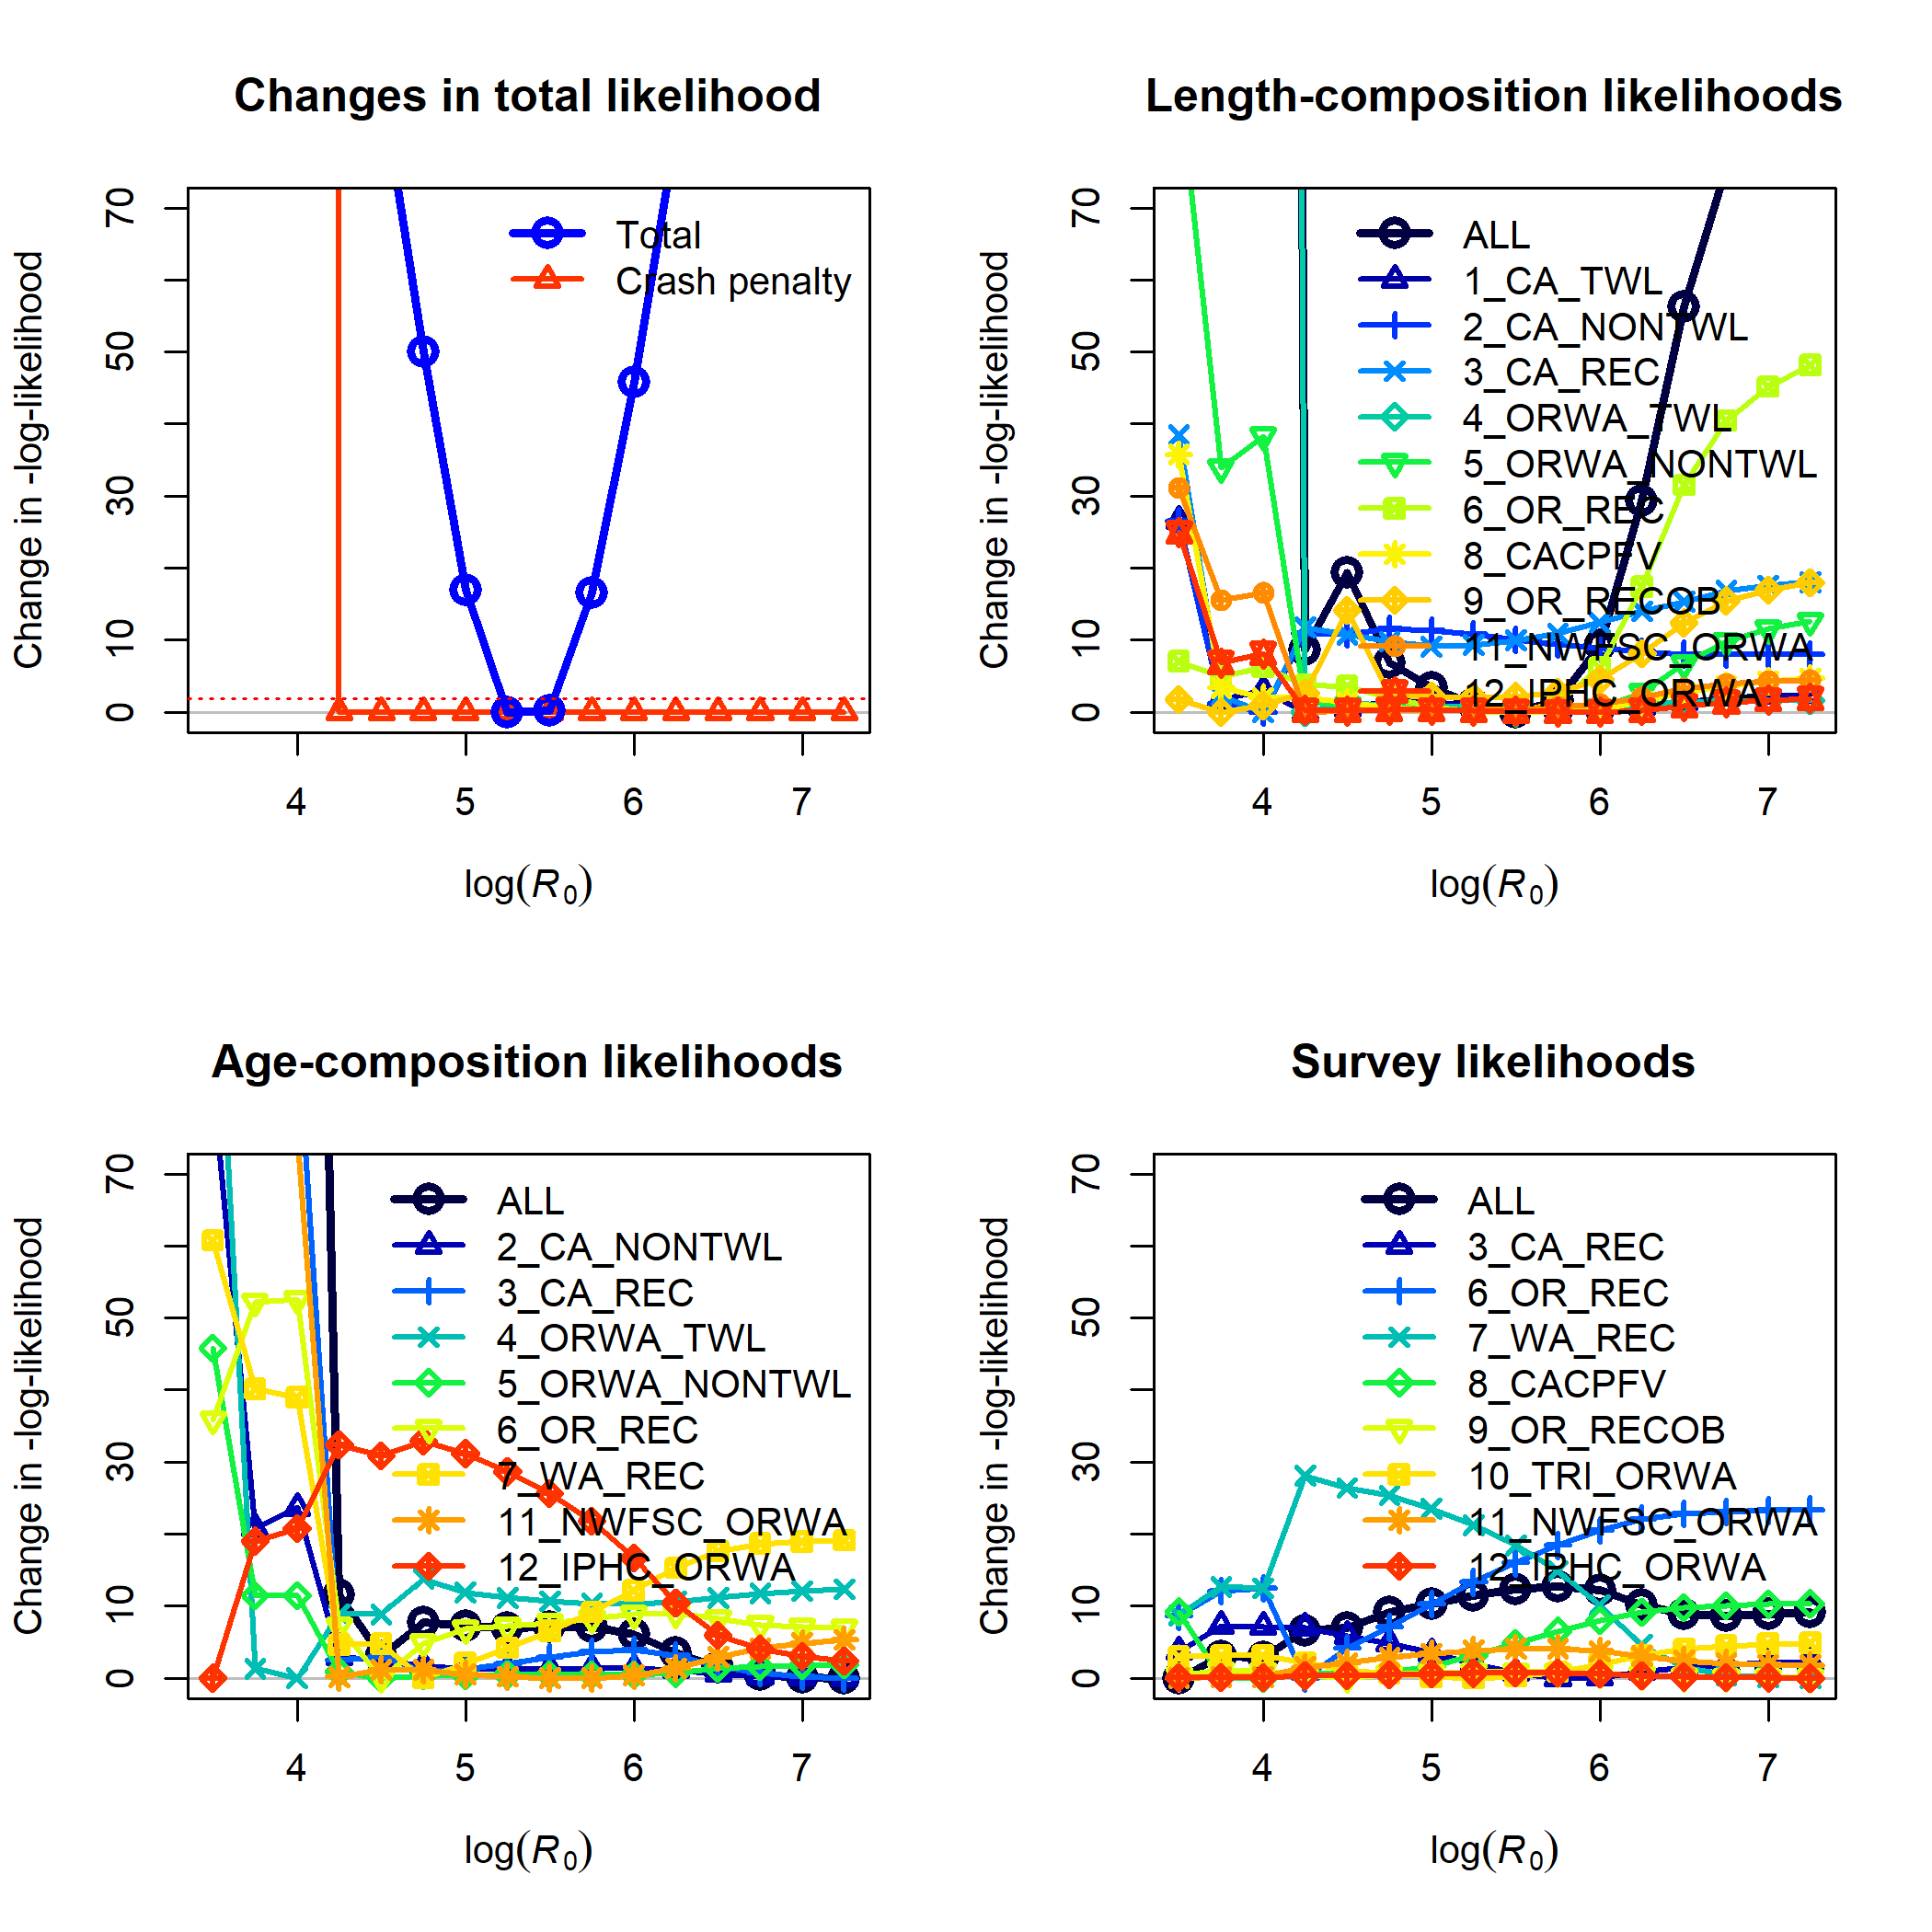 Changes in total likelihood
Change in -log-likelihood
70
50
30
10
0
Total
Crash penalty
4 5 6 7
log(R0)
Length-composition likelihoods
Change in -log-likelihood
70
50
30
10
0
ALL
1_CA_TWL
2_CA_NONTWL
3_CA_REC
4_ORWA_TWL
5_ORWA_NONTWL
6_OR_REC
8_CACPFV
9_OR_RECOB
11_NWFSC_ORWA
12_IPHC_ORWA
4 5 6 7
log(R0)
Age-composition likelihoods
Change in -log-likelihood
70
50
30
10
0
ALL
2_CA_NONTWL
3_CA_REC
4_ORWA_TWL
5_ORWA_NONTWL
6_OR_REC
7_WA_REC
11_NWFSC_ORWA
12_IPHC_ORWA
4 5 6 7
log(R0)
Survey likelihoods
Change in -log-likelihood
70
50
30
10
0
ALL
3_CA_REC
6_OR_REC
7_WA_REC
8_CACPFV
9_OR_RECOB
10_TRI_ORWA
11_NWFSC_ORWA
12_IPHC_ORWA
4 5 6 7
log(R0)